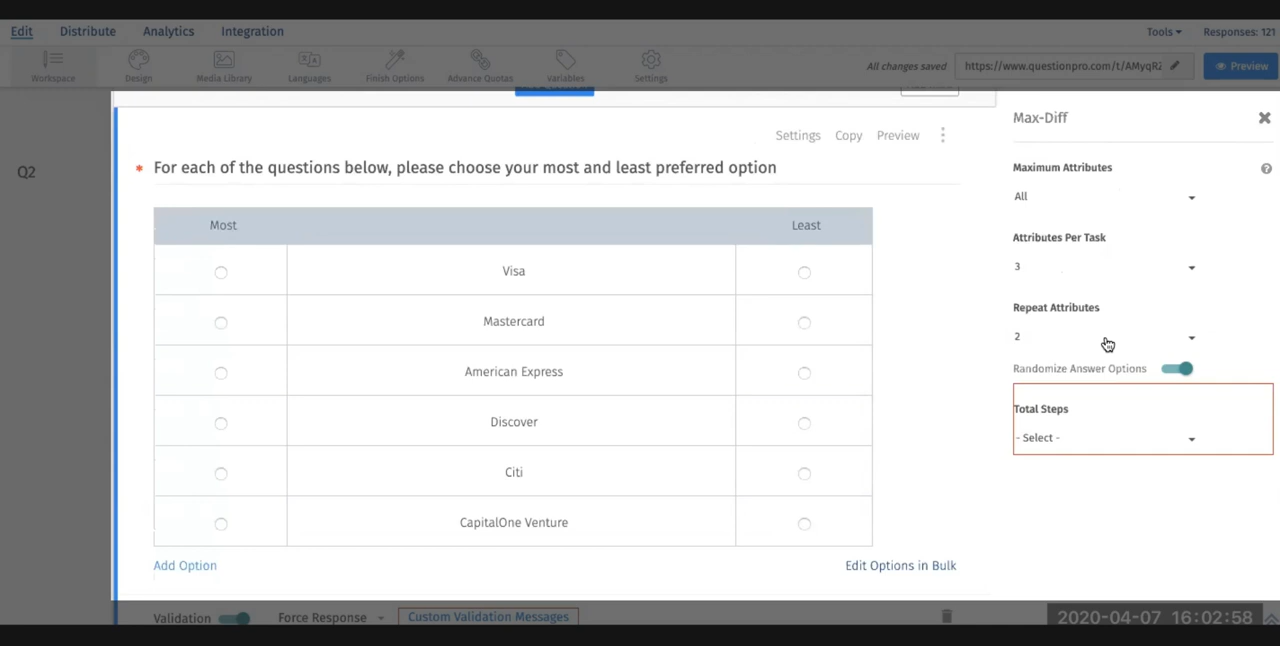 Edit Distribute Analytics Integration Tools Responses: 121
Workspace Design Media Library Languages Finish Options Advance Quotas Variables Settings All changes saved https://www.questionpro.com/t/AMyqRZ Preview
Max-Diff
Settings Copy Preview
Q2 * For each of the questions below, please choose your most and least preferred option
Maximum Attributes
All
Most Least
Attributes Per Task
3
Visa
Repeat Attributes
Mastercard
2
Randomize Answer Options
American Express
Total Steps
Discover
- Select -
Citi
CapitalOne Venture
Add Option Edit Options in Bulk
Validation Force Response Custom Validation Messages 2020-04-07 16:02:58